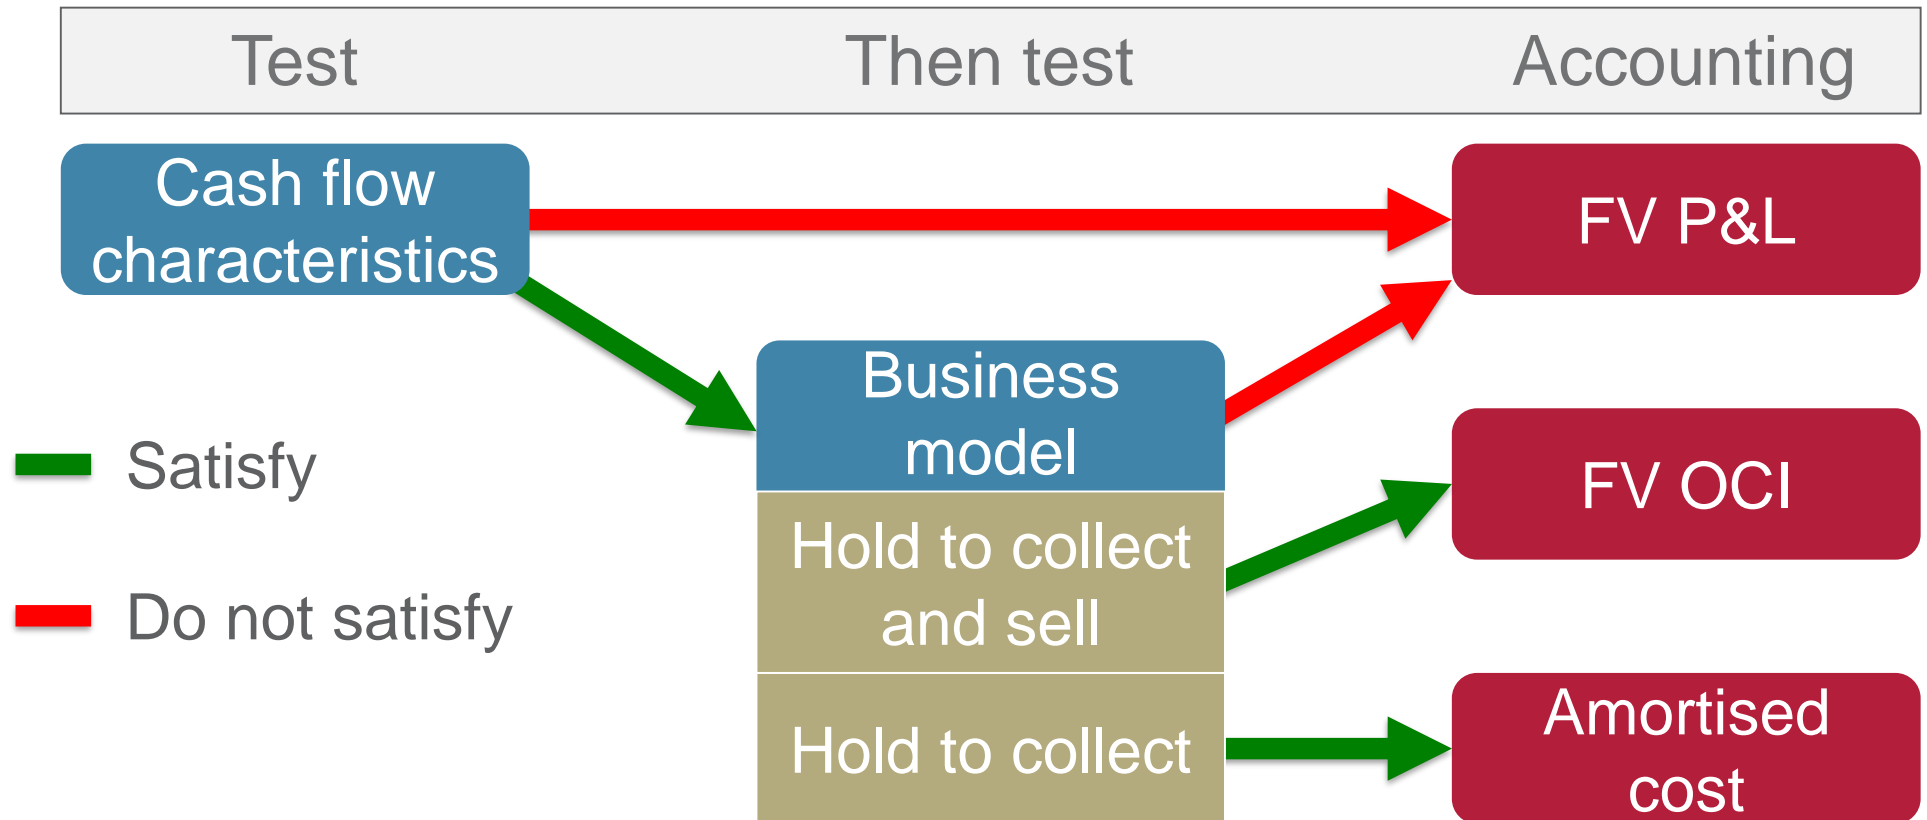 Test
Then test
Accounting
Cash flow
characteristics
FV P&L
Business
model
Satisfy
FV OCI
Hold to collect
and sell
Do not satisfy
Hold to collect
Amortised
cost